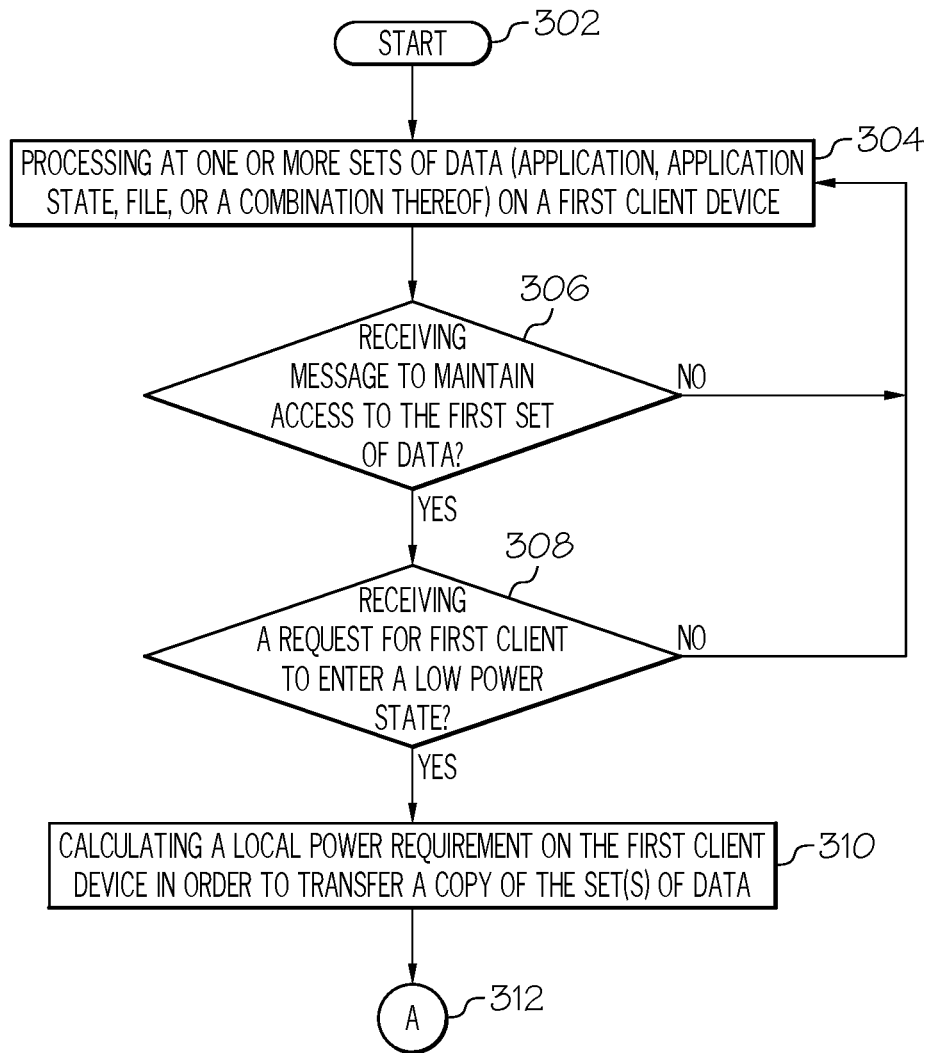 START
302
PROCESSING AT ONE OR MORE SETS OF DATA (APPLICATION, APPLICATION
STATE, FILE, OR A COMBINATION THEREOF) ON A FIRST CLIENT DEVICE
304
RECEIVING
MESSAGE TO MAINTAIN
ACCESS TO THE FIRST SET
OF DATA?
306
NO
YES
RECEIVING
A REQUEST FOR FIRST CLIENT
TO ENTER A LOW POWER
STATE?
308
NO
YES
CALCULATING A LOCAL POWER REQUIREMENT ON THE FIRST CLIENT
DEVICE IN ORDER TO TRANSFER A COPY OF THE SET(S) OF DATA
310
A
312